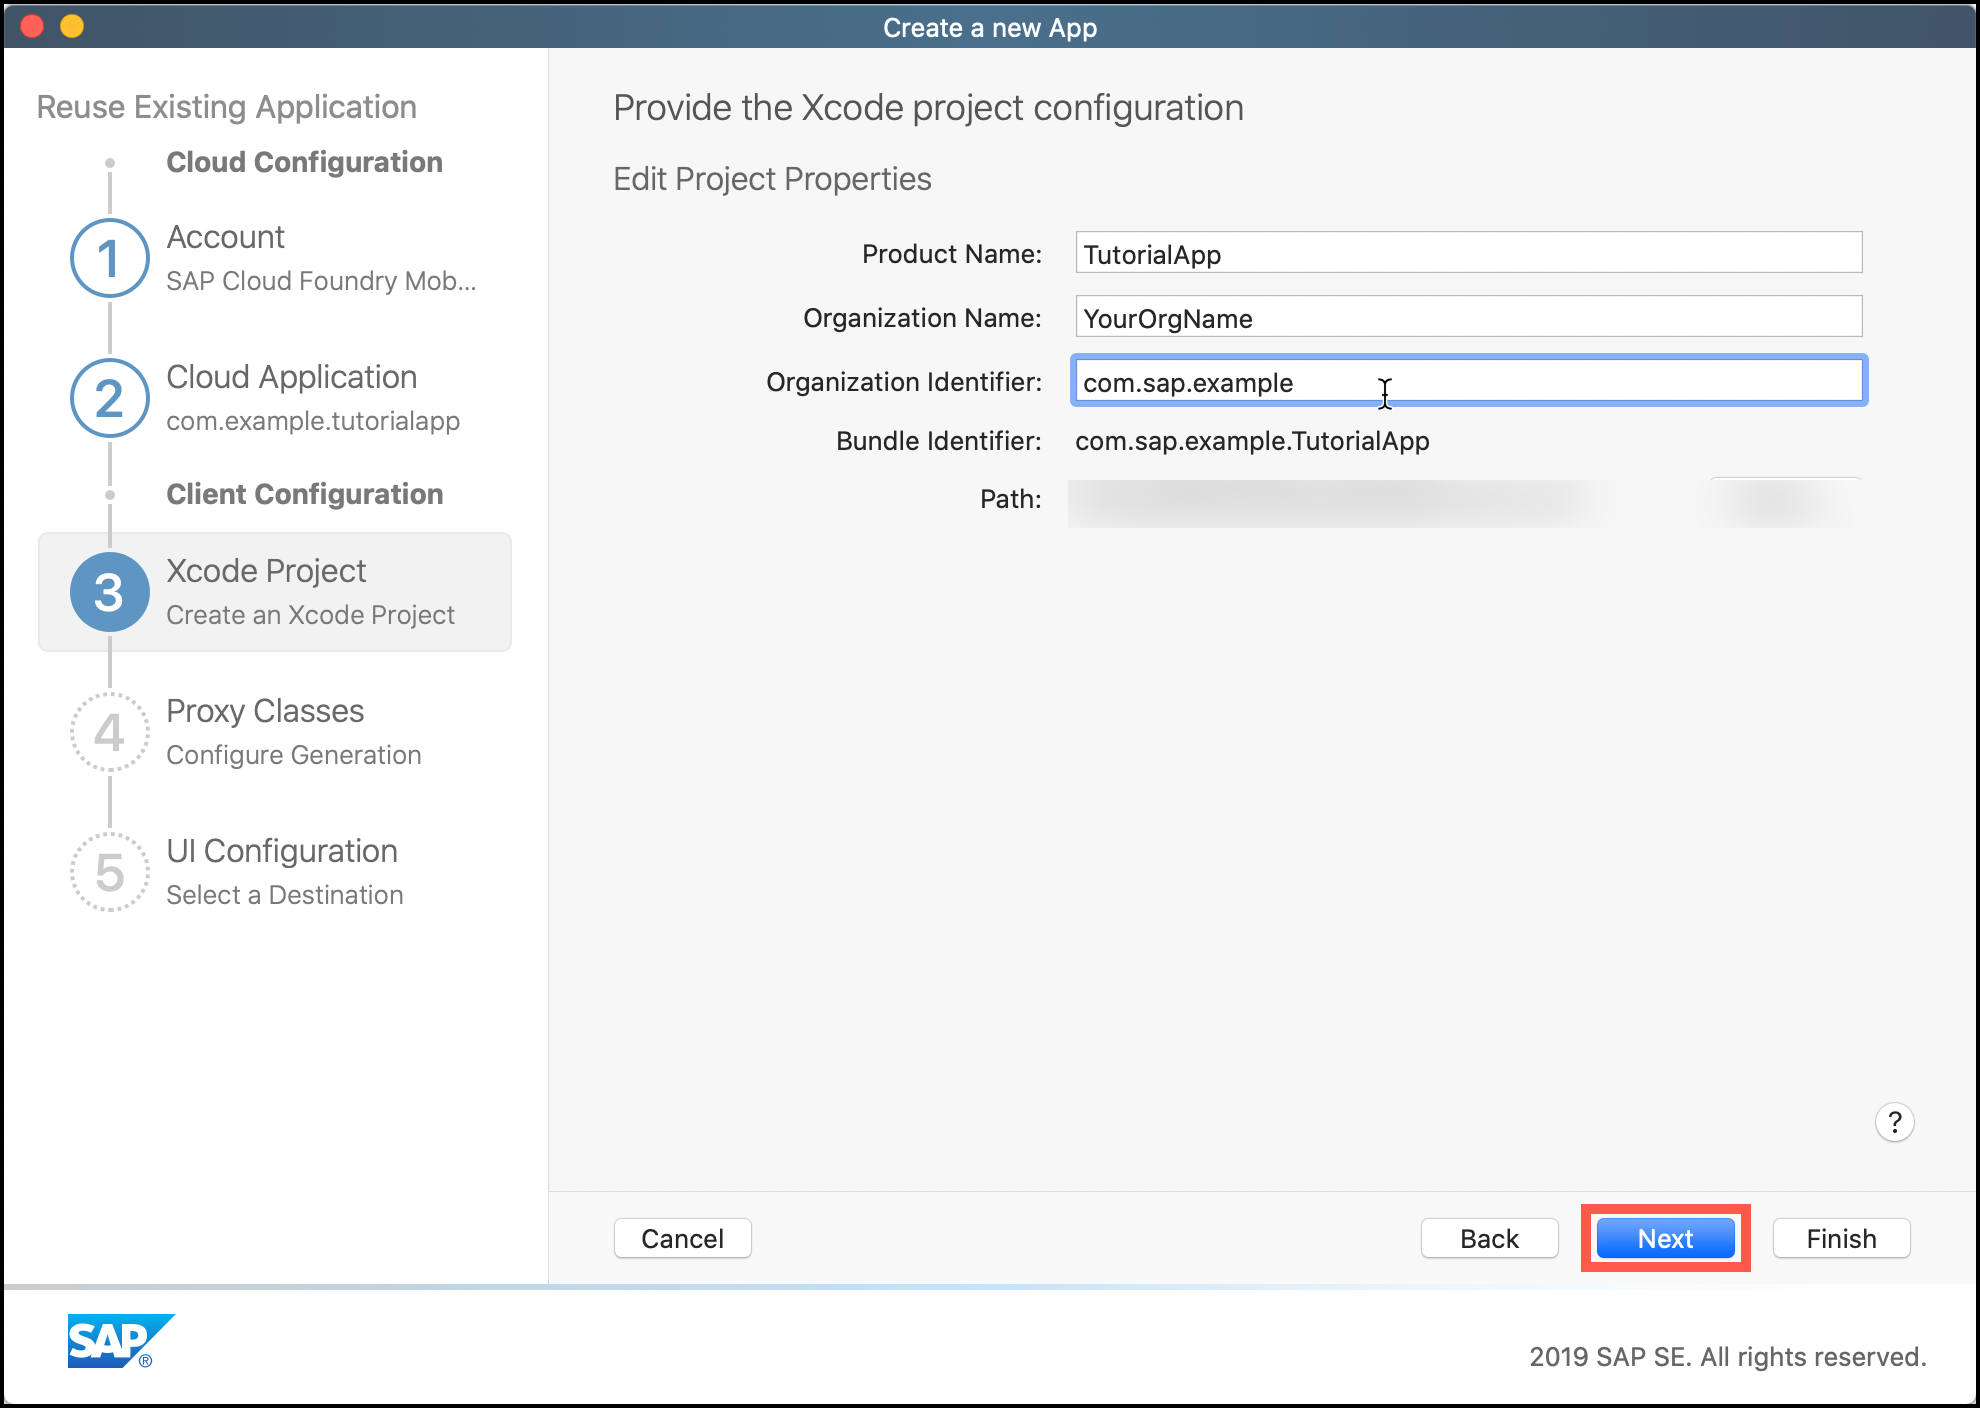 Create a new App
Reuse Existing Application
Cloud Configuration
1
Account
SAP Cloud Foundry Mob...
2
Cloud Application
com.example.tutorialapp
Client Configuration
3
Xcode Project
Create an Xcode Project
4
Proxy Classes
Configure Generation
5
UI Configuration
Select a Destination
Provide the Xcode project configuration
Edit Project Properties
Product Name: TutorialApp
Organization Name: YourOrgName
Organization Identifier: com.sap.example
Bundle Identifier: com.sap.example.TutorialApp
Path:
?
Cancel Back Next Finish
SAP®
2019 SAP SE. All rights reserved.